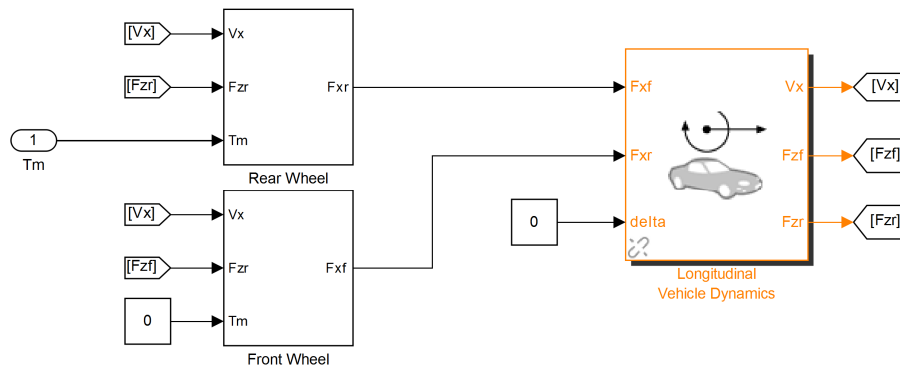 [Vx]
Vx
[Fzr]
Fzr
Fxr
1
Tm
Tm
Rear Wheel
[Vx]
Vx
[Fzf]
Fzr
Fxf
0
Tm
Front Wheel
Fxf
Vx
[Vx]
Fxr
Fzf
[Fzf]
0
delta
Fzr
[Fzr]
Longitudinal
Vehicle Dynamics